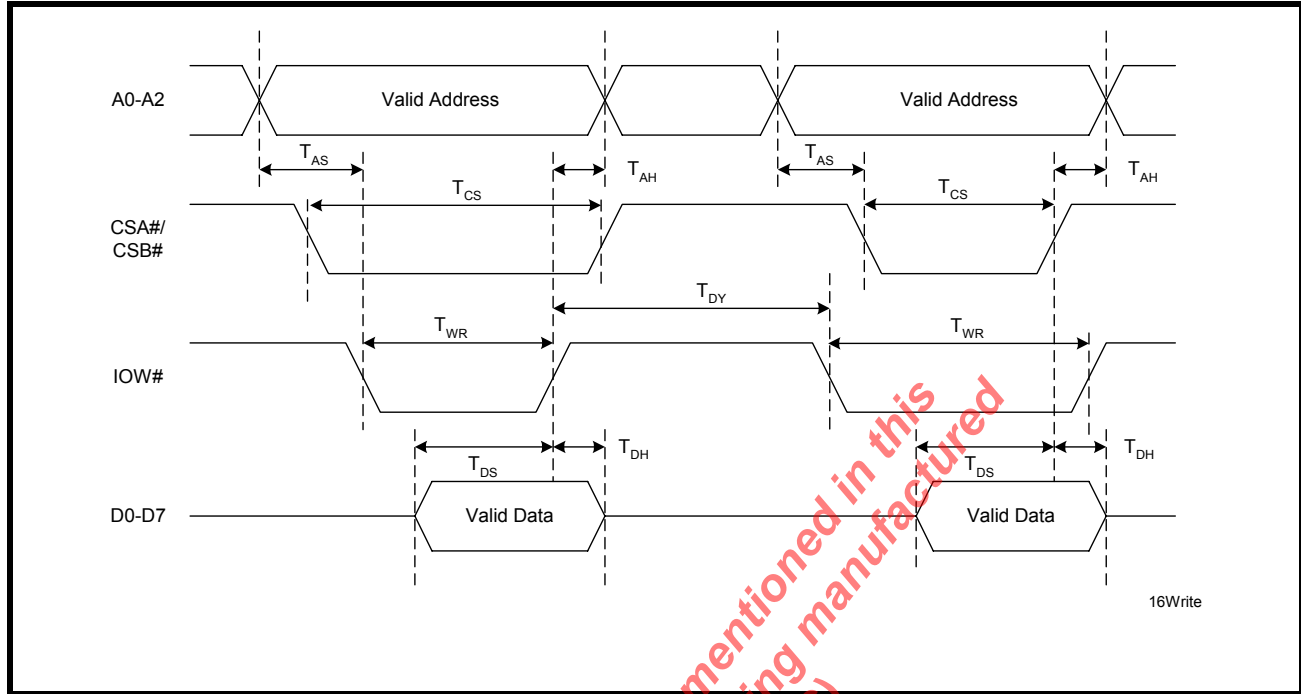 A0-A2
Valid Address
Valid Address
TAS
TAH
TAS
TAH
TCS
TCS
CSA#/
CSB#
TDY
TWR
TWR
IOW#
TDS
TDH
TDS
TDH
D0-D7
Valid Data
Valid Data
16Write
mentioned in this
ing manufactured